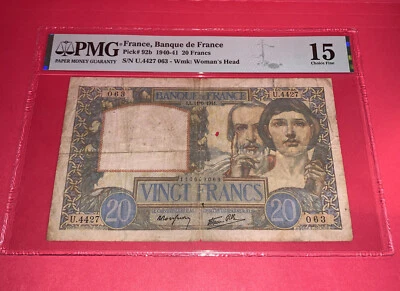 PMG France, Banque de France 15
PAPER MONEY GUARANTY Pick# 92b 1940-41 20 Francs Choice Fine
S/N U.4427 063 - Wmk: Woman's Head
063 U.4427
BANQUE DE FRANCE
VINGT FRANCS
20 20
U.4427 063